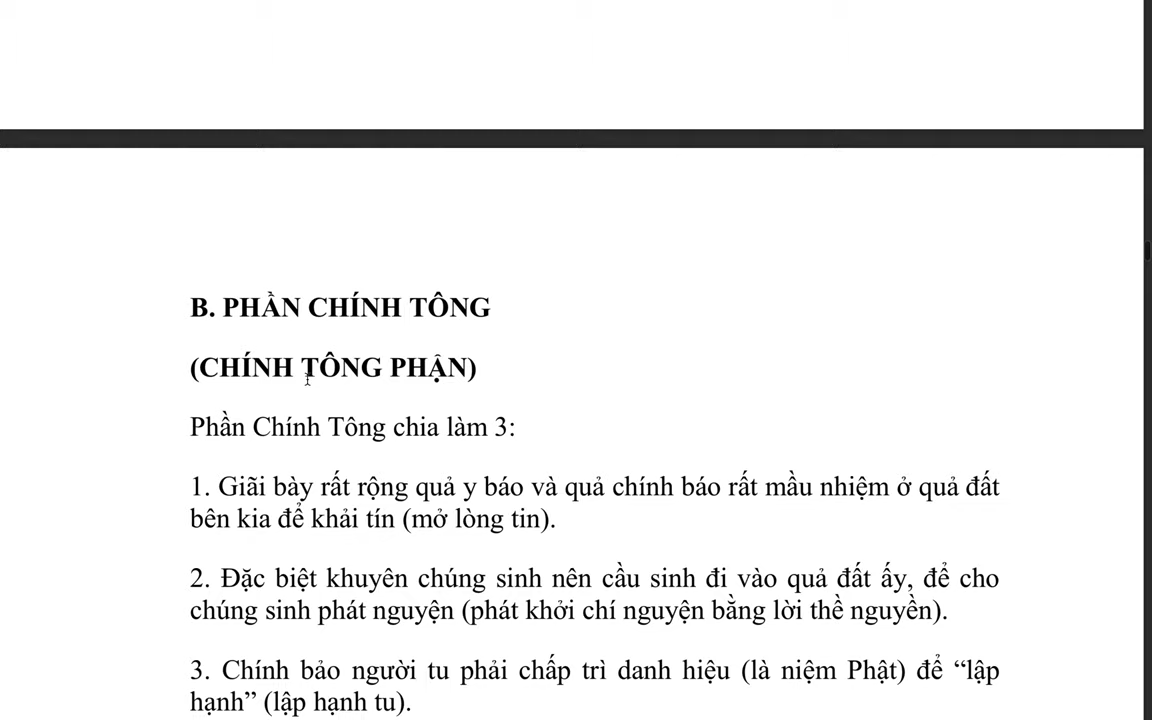 B. PHẦN CHÍNH TÔNG
(CHÍNH TÔNG PHẬN)
Phần Chính Tông chia làm 3:
1. Giãi bày rất rộng quả y báo và quả chính báo rất mầu nhiệm ở quả đất
bên kia để khải tín (mở lòng tin).
2. Đặc biệt khuyên chúng sinh nên cầu sinh đi vào quả đất ấy, để cho
chúng sinh phát nguyện (phát khởi chí nguyện bằng lời thề nguyền).
3. Chính bảo người tu phải chấp trì danh hiệu (là niệm Phật) để “lập
hạnh” (lập hạnh tu).